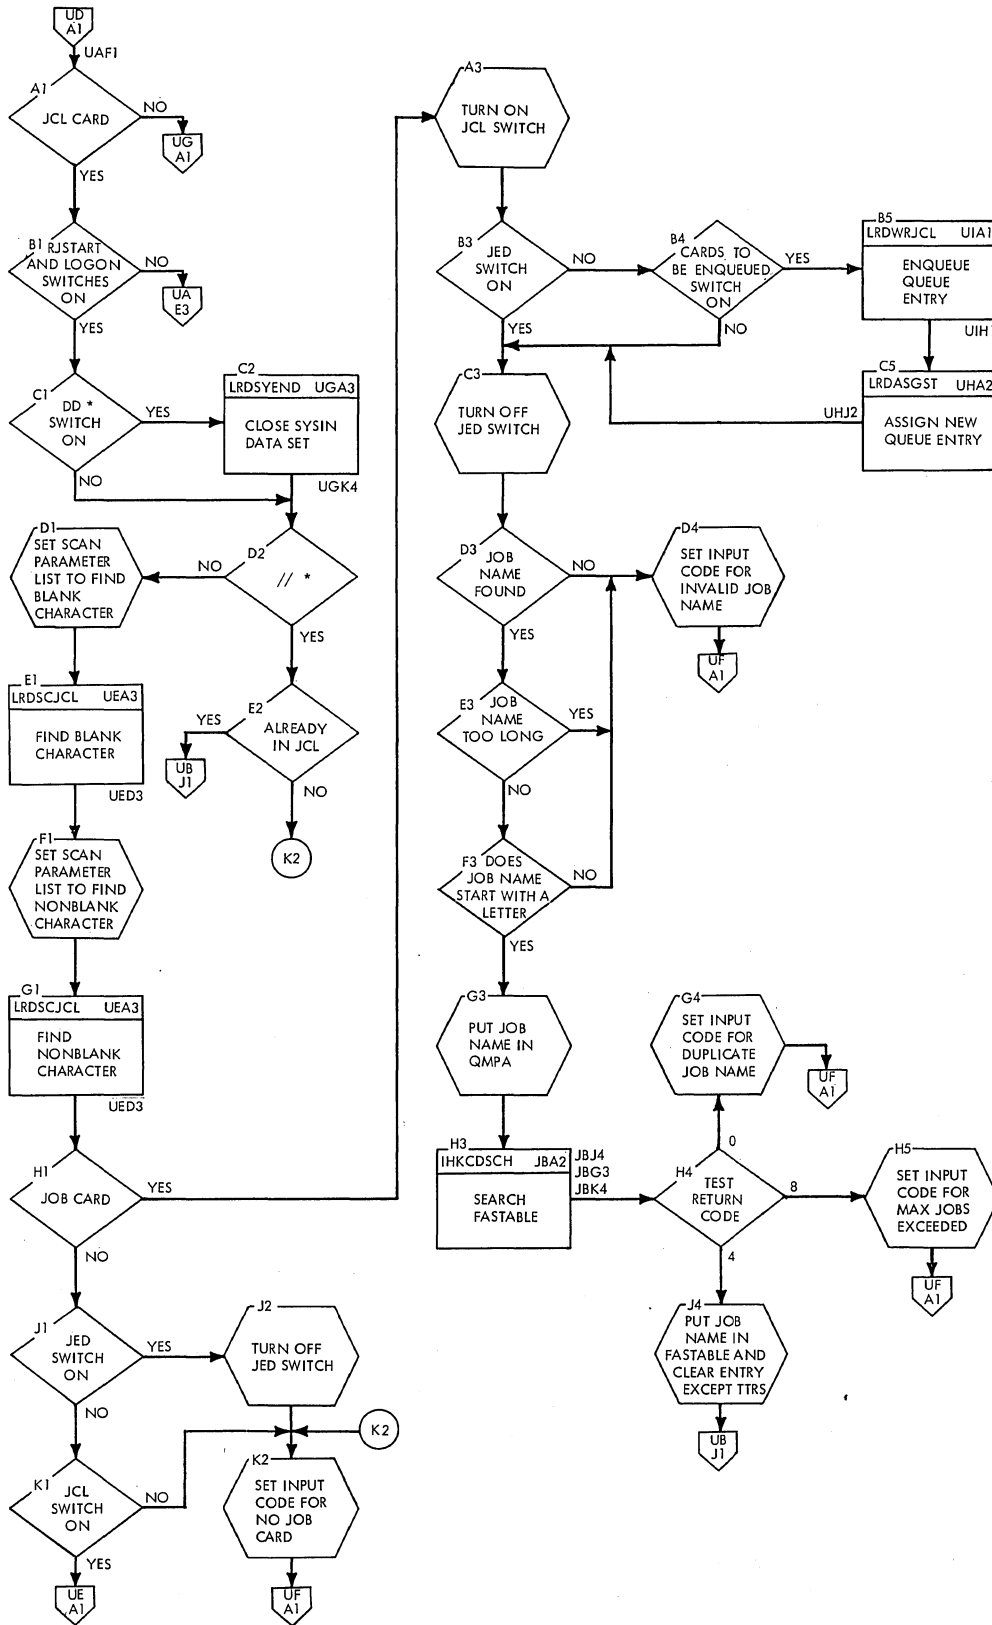 UD
A1
UAF1
A1
JCL CARD
NO
UG
A1
YES
B1 RJSTART
AND LOGON
SWITCHES
ON
NO
UA
E3
YES
C1
DD *
SWITCH
ON
YES
NO
C2
LRDSYEND UGA3
CLOSE SYSIN
DATA SET
UGK4
D1
SET SCAN
PARAMETER
LIST TO FIND
BLANK
CHARACTER
NO
D2
// *
YES
E1
LRDSCJCL UEA3
FIND BLANK
CHARACTER
UED3
YES
E2
ALREADY
IN JCL
UB
J1
NO
K2
F1
SET SCAN
PARAMETER
LIST TO FIND
NONBLANK
CHARACTER
G1
LRDSCJCL UEA3
FIND
NONBLANK
CHARACTER
UED3
H1
JOB CARD
YES
NO
J1
JED
SWITCH
ON
YES
NO
J2
TURN OFF
JED SWITCH
K2
K1
JCL
SWITCH
ON
NO
YES
UE
A1
K2
SET INPUT
CODE FOR
NO JOB
CARD
UF
A1
A3
TURN ON
JCL SWITCH
B3
JED
SWITCH
ON
NO
YES
B4
CARDS TO
BE ENQUEUED
SWITCH
ON
YES
NO
B5
LRDWRJCL UIA1
ENQUEUE
QUEUE
ENTRY
UIH1
C5
LRDASGST UHA2
ASSIGN NEW
QUEUE ENTRY
UHJ2
C3
TURN OFF
JED SWITCH
D3
JOB
NAME
FOUND
NO
YES
D4
SET INPUT
CODE FOR
INVALID JOB
NAME
UF
A1
E3
JOB
NAME
TOO LONG
YES
NO
F3 DOES
JOB NAME
START WITH A
LETTER
NO
YES
G3
PUT JOB
NAME IN
QMPA
G4
SET INPUT
CODE FOR
DUPLICATE
JOB NAME
UF
A1
H3
IHKCDSCH JBA2
SEARCH
FASTABLE
JBJ4
JBG3
JBK4
0
H4
TEST
RETURN
CODE
8
4
H5
SET INPUT
CODE FOR
MAX JOBS
EXCEEDED
UF
A1
J4
PUT JOB
NAME IN
FASTABLE AND
CLEAR ENTRY
EXCEPT TTRS
UB
J1